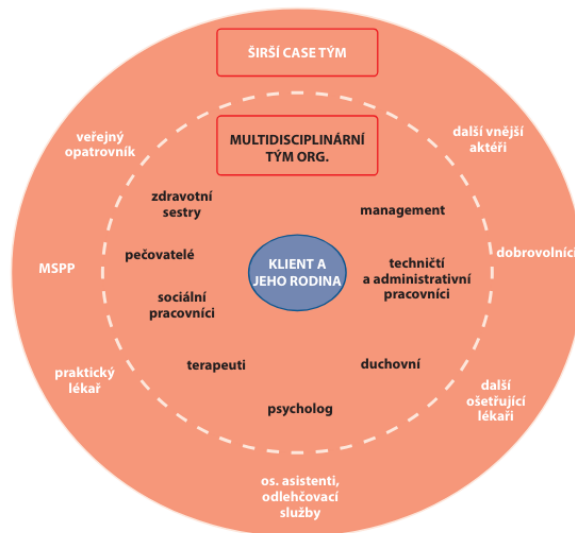 ŠIRŠÍ CASE TÝM
MULTIDISCIPLINÁRNÍ
TÝM ORG.
veřejný
opatrovník
další vnější
aktéři
zdravotní
sestry
management
MSPP
pečovatelé
KLIENT A
JEHO RODINA
techničtí
a administrativní
pracovníci
dobrovolníci
sociální
pracovníci
praktický
lékař
terapeuti
duchovní
další
ošetřující
lékaři
psycholog
os. asistenti,
odlehčovací
služby